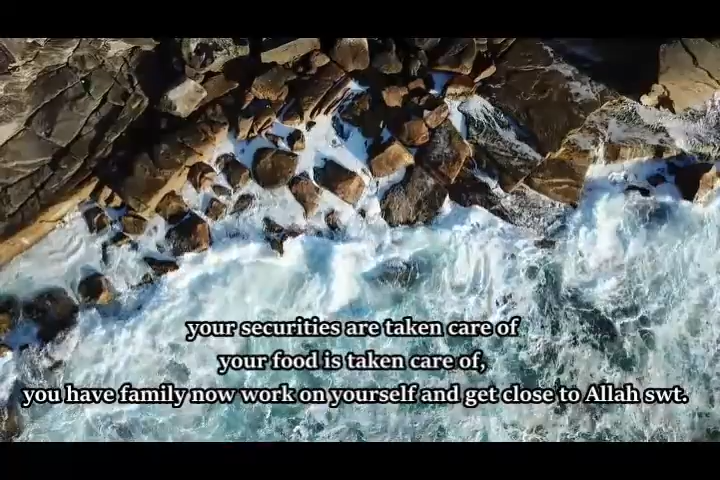 your securities are taken care of
your food is taken care of,
you have family now work on yourself and get close to Allah swt.